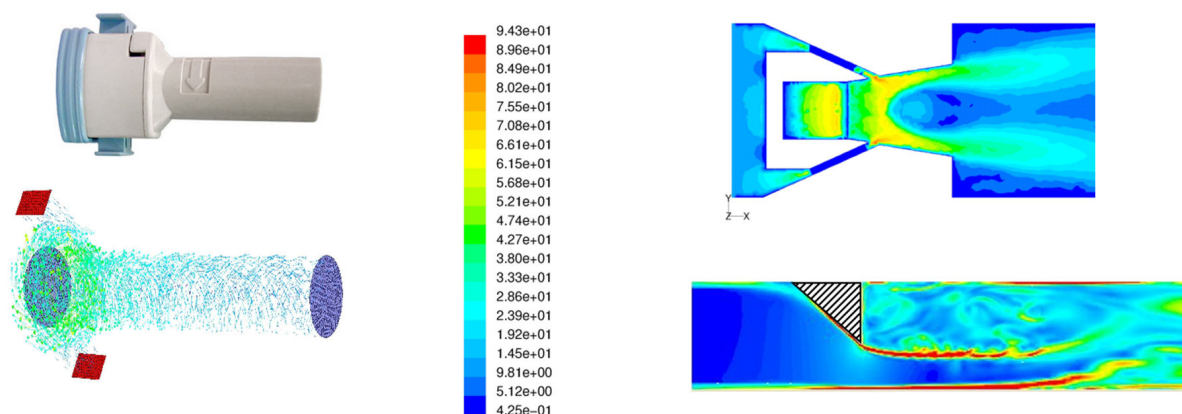 9.43e+01
8.96e+01
8.49e+01
8.02e+01
7.55e+01
7.08e+01
6.61e+01
6.15e+01
5.68e+01
5.21e+01
4.74e+01
4.27e+01
3.80e+01
3.33e+01
2.86e+01
2.39e+01
1.92e+01
1.45e+01
9.81e+00
5.12e+00
4.25e−01
Y
Z X